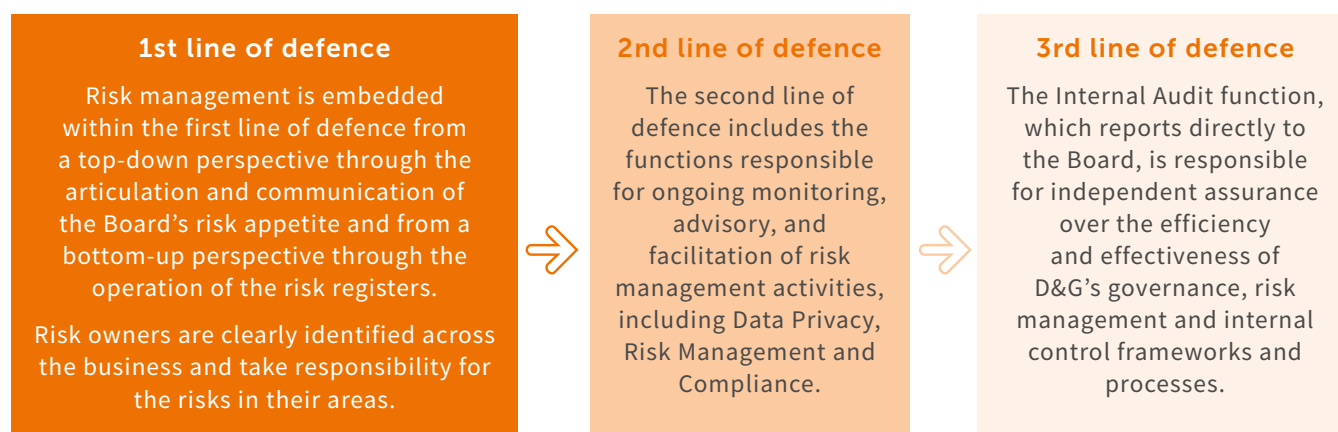 1st line of defence
Risk management is embedded
within the first line of defence from
a top-down perspective through the
articulation and communication of
the Board’s risk appetite and from a
bottom-up perspective through the
operation of the risk registers.
Risk owners are clearly identified across
the business and take responsibility for
the risks in their areas.
2nd line of defence
The second line of
defence includes the
functions responsible
for ongoing monitoring,
advisory, and
facilitation of risk
management activities,
including Data Privacy,
Risk Management and
Compliance.
3rd line of defence
The Internal Audit function,
which reports directly to
the Board, is responsible
for independent assurance
over the efficiency
and effectiveness of
D&G’s governance, risk
management and internal
control frameworks and
processes.